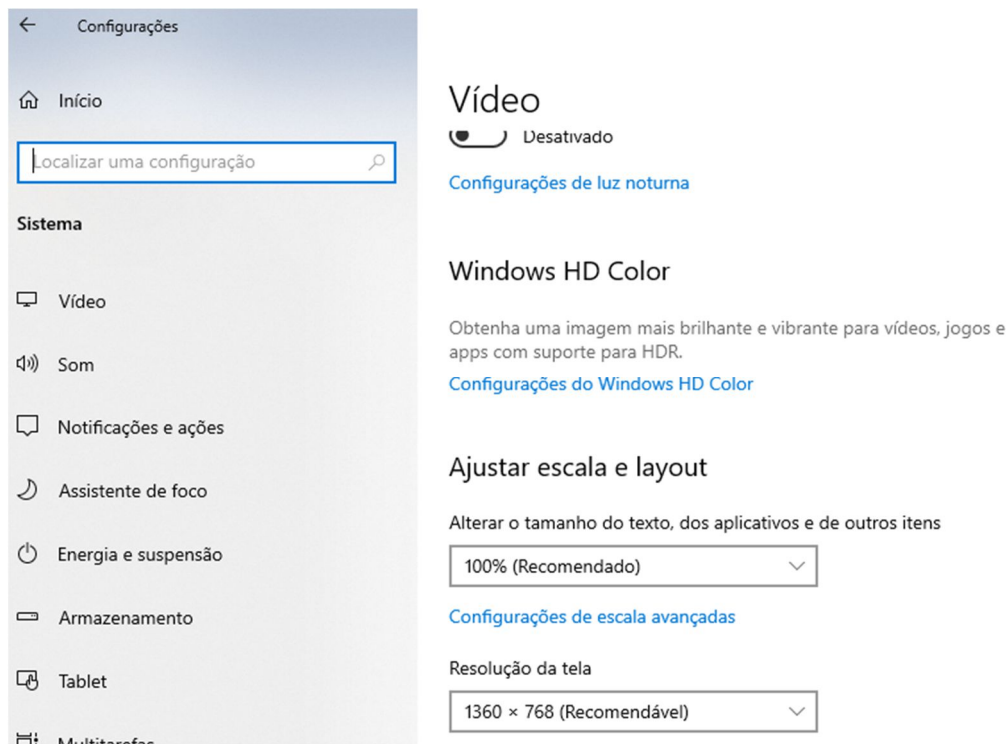 Configurações
Início
Localizar uma configuração
Sistema
Vídeo
Som
Notificações e ações
Assistente de foco
Energia e suspensão
Armazenamento
Tablet
Multitarefas
Vídeo
Desativado
Configurações de luz noturna
Windows HD Color
Obtenha uma imagem mais brilhante e vibrante para vídeos, jogos e
apps com suporte para HDR.
Configurações do Windows HD Color
Ajustar escala e layout
Alterar o tamanho do texto, dos aplicativos e de outros itens
100% (Recomendado)
Configurações de escala avançadas
Resolução da tela
1360 × 768 (Recomendável)